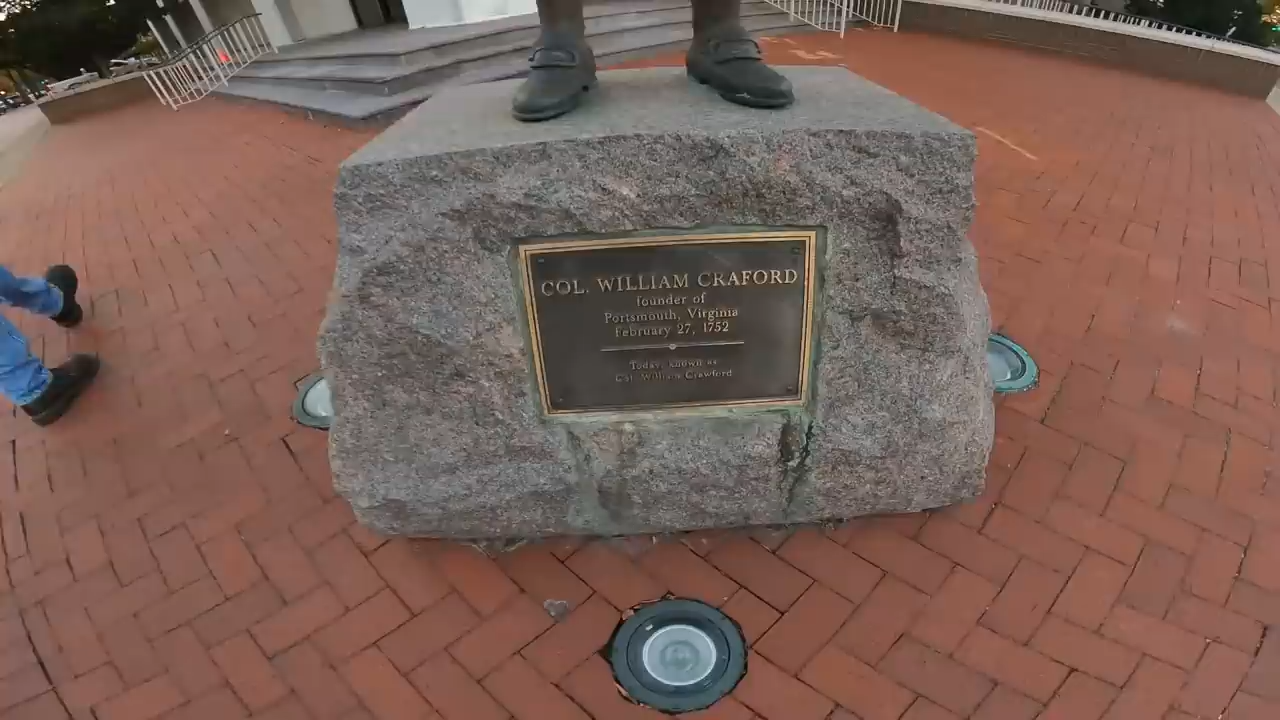 COL. WILLIAM CRAFORD
founder of
Portsmouth, Virginia
February 27, 1752
Today known as
Col. William Crawford